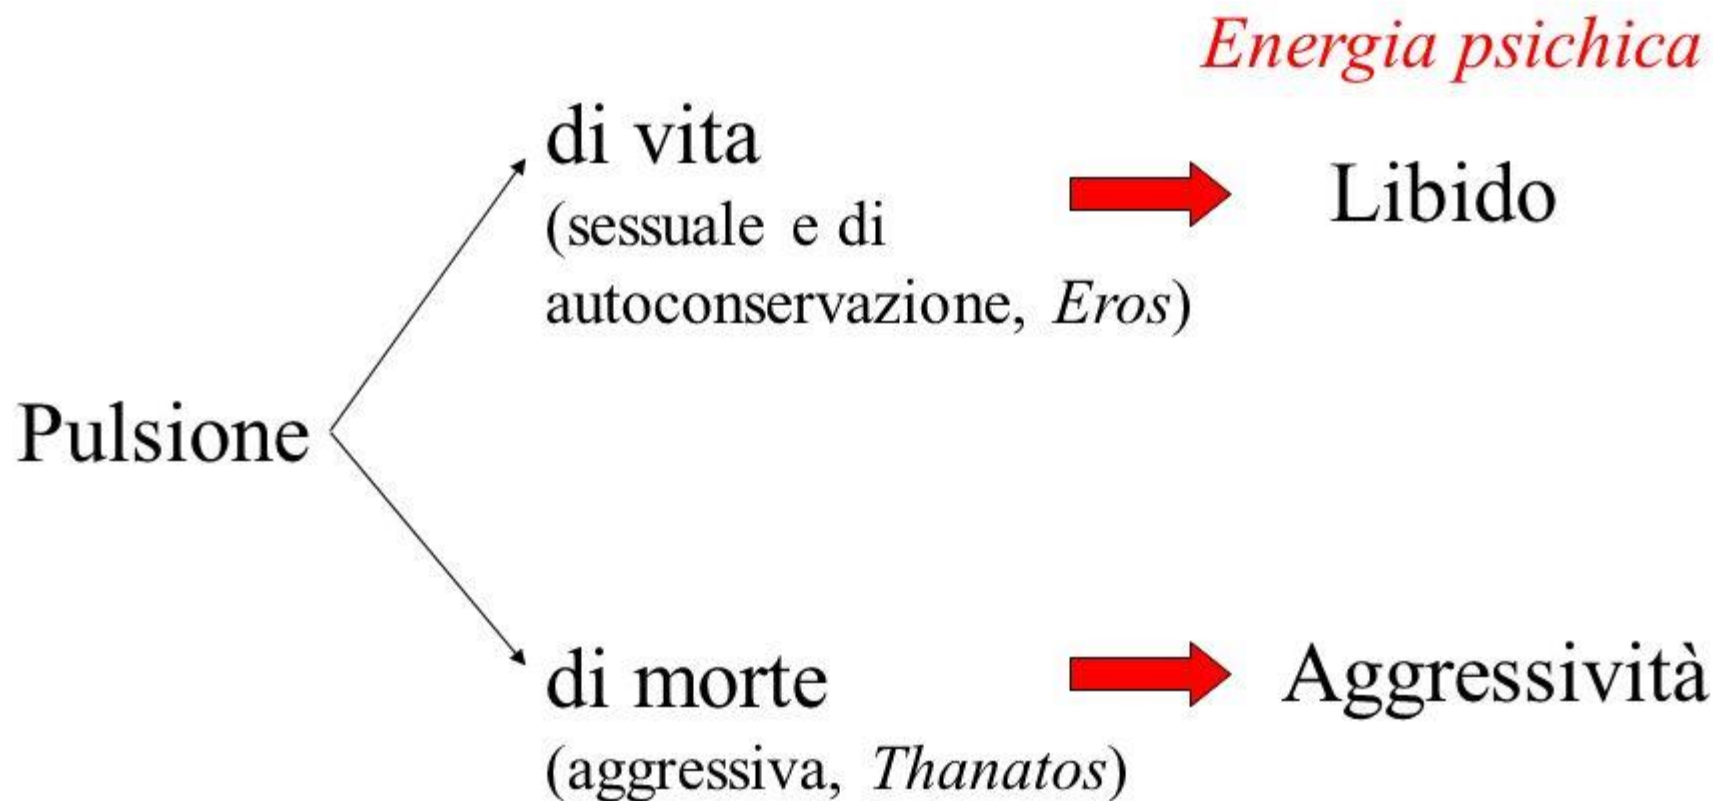 Energia psichica
di vita
(sessuale e di
autoconservazione, Eros)
Libido
Pulsione
di morte
(aggressiva, Thanatos)
Aggressività